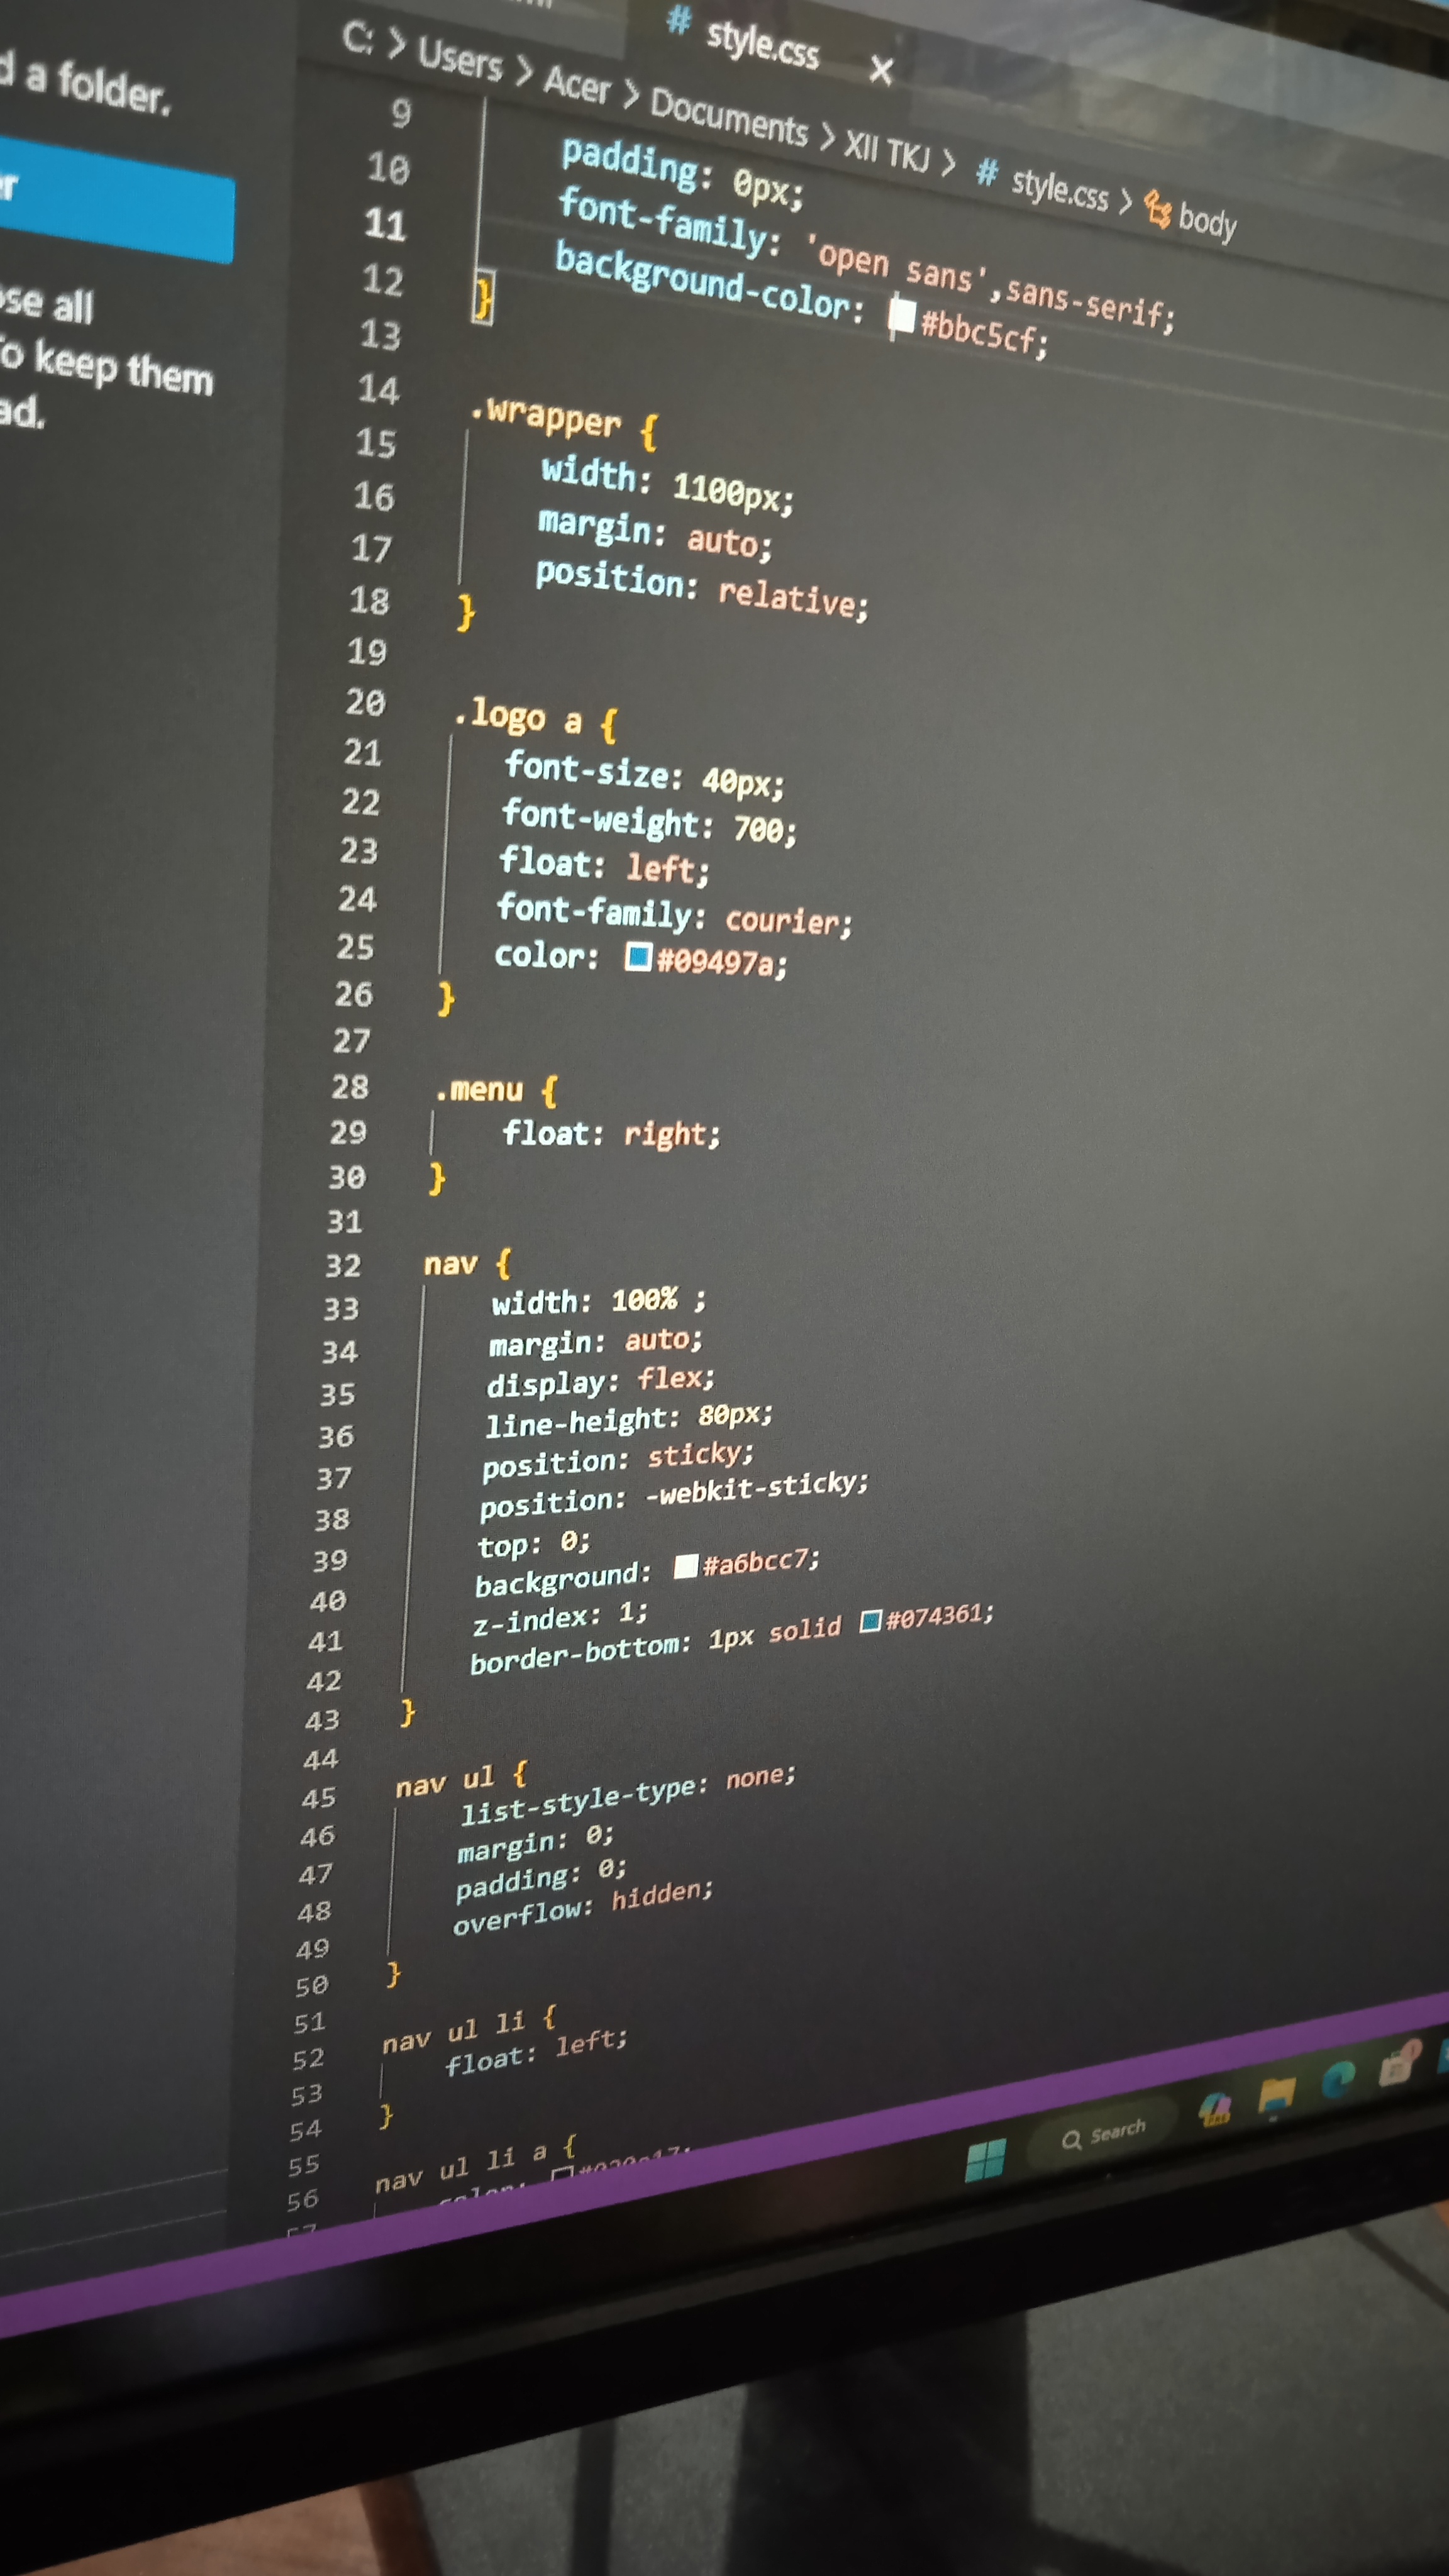 d a folder.
er
ose all
To keep them
ad.
# style.css ×
C: > Users > Acer > Documents > XII TKJ > # style.css > body
9
10 padding: 0px;
11 font-family: 'open sans',sans-serif;
12 background-color: #bbc5cf;
13 }
14
15 .wrapper {
16 width: 1100px;
17 margin: auto;
18 position: relative;
19 }
20
21 .logo a {
22 font-size: 40px;
23 font-weight: 700;
24 float: left;
25 font-family: courier;
26 color: #09497a;
27 }
28
29 .menu {
30 float: right;
31 }
32
33 nav {
34 width: 100% ;
35 margin: auto;
36 display: flex;
37 line-height: 80px;
38 position: sticky;
39 position: -webkit-sticky;
40 top: 0;
41 background: #a6bcc7;
42 z-index: 1;
43 border-bottom: 1px solid #074361;
44 }
45
46 nav ul {
47 list-style-type: none;
48 margin: 0;
49 padding: 0;
50 overflow: hidden;
51 }
52
53 nav ul li {
54 float: left;
55 }
56
57 nav ul li a {
color:
Search